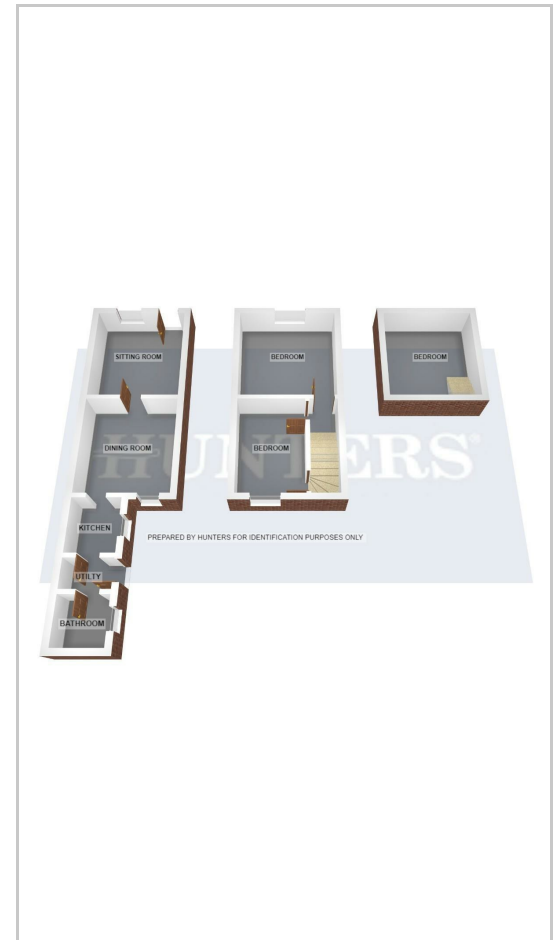 SITTING ROOM
BEDROOM
BEDROOM
DINING ROOM
BEDROOM
HUNTERS®
KITCHEN
PREPARED BY HUNTERS FOR IDENTIFICATION PURPOSES ONLY
UTILTY
BATHROOM